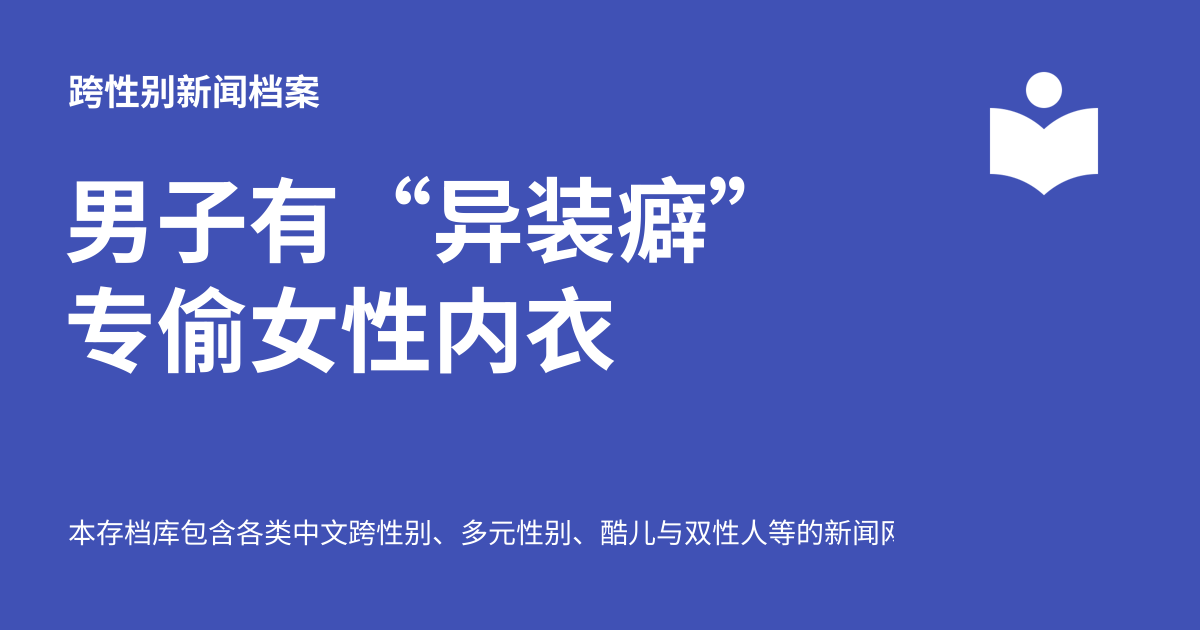 跨性别新闻档案
男子有“异装癖”
专偷女性内衣
本存档库包含各类中文跨性别、多元性别、酷儿与双性人等的新闻